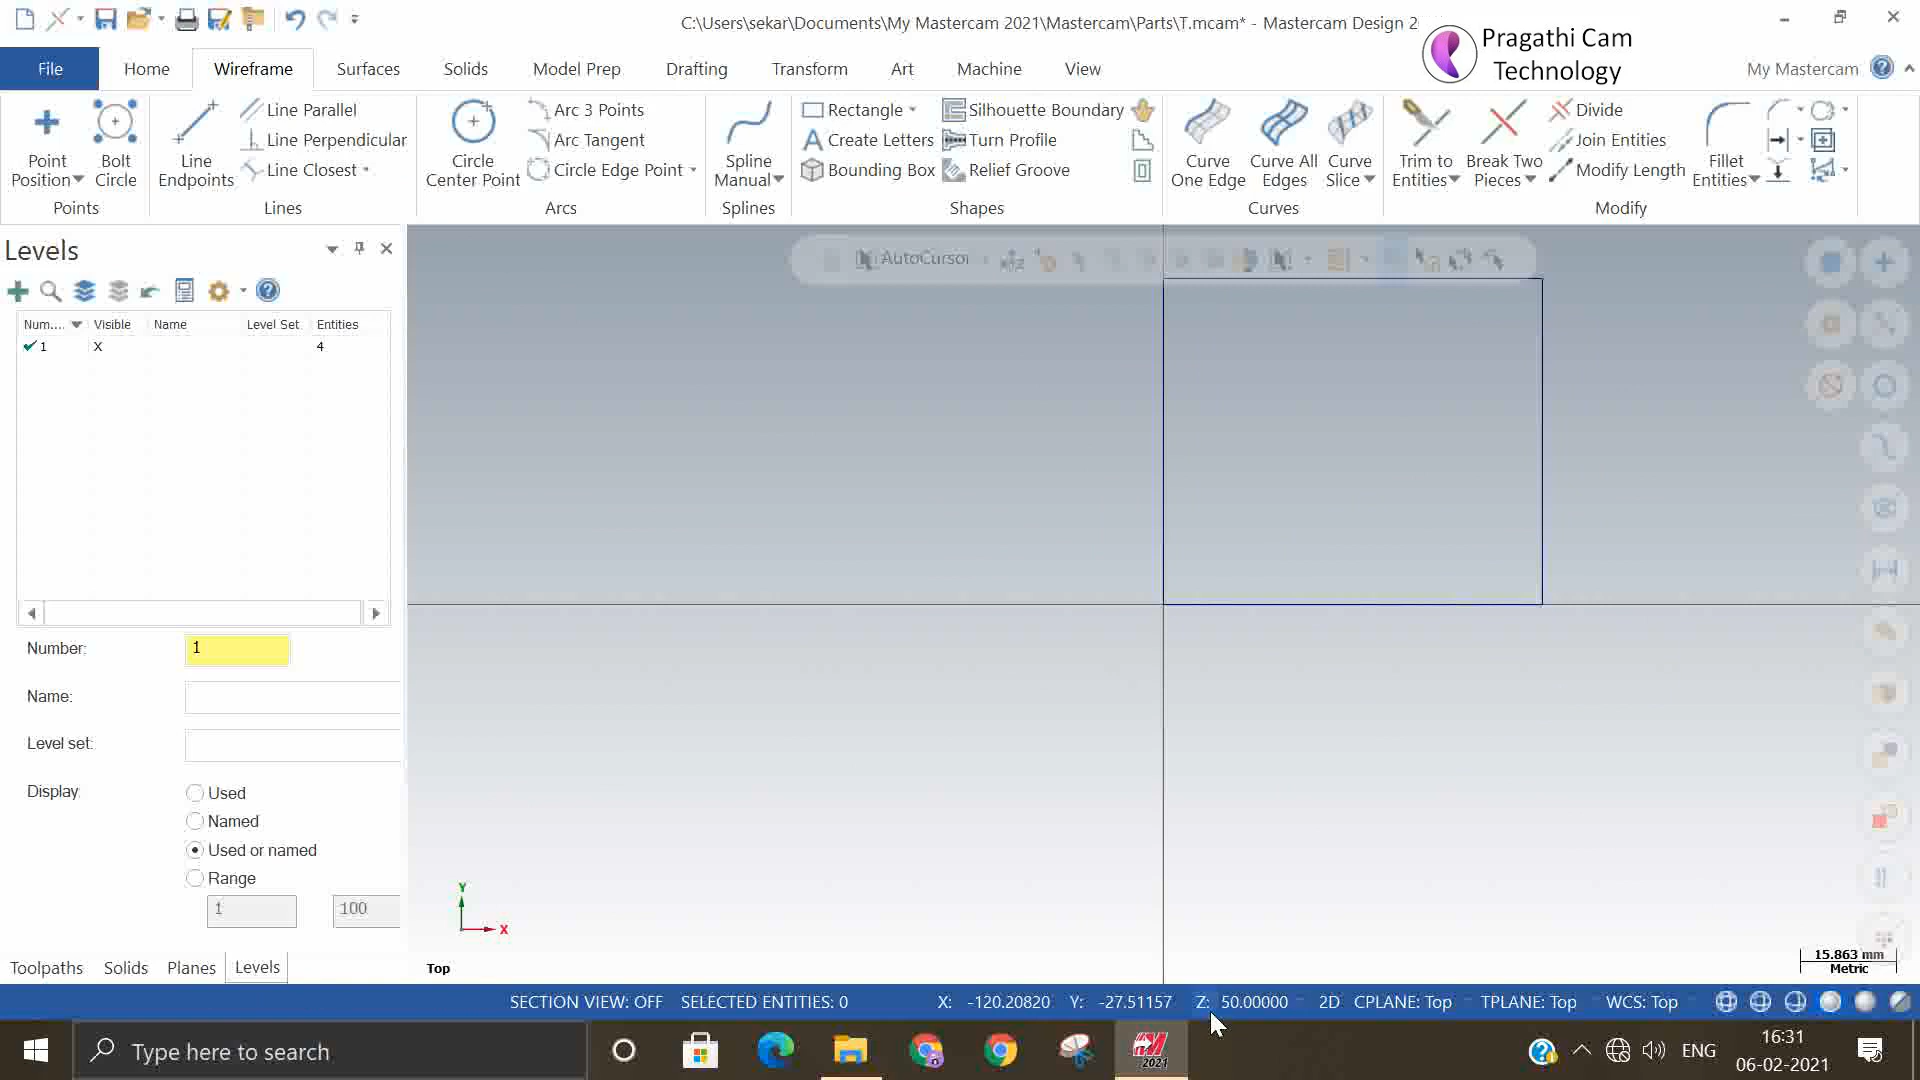 C:\Users\sekar\Documents\My Mastercam 2021\Mastercam\Parts\T.mcam* - Mastercam Design 2
Pragathi Cam
Technology
File Home Wireframe Surfaces Solids Model Prep Drafting Transform Art Machine View My Mastercam
Point
Position
Bolt
Circle
Points
Line
Endpoints
Line Parallel
Line Perpendicular
Line Closest
Lines
Circle
Center Point
Arc 3 Points
Arc Tangent
Circle Edge Point
Arcs
Spline
Manual
Splines
Rectangle
Create Letters
Bounding Box
Silhouette Boundary
Turn Profile
Relief Groove
Shapes
Curve
One Edge
Curve All
Edges
Curve
Slice
Curves
Trim to
Entities
Break Two
Pieces
Divide
Join Entities
Modify Length
Fillet
Entities
Modify
Levels
AutoCursor
Num.... Visible Name Level Set Entities
1 X 4
Number: 1
Name:
Level set:
Display:
Used
Named
Used or named
Range
1 100
Toolpaths Solids Planes Levels
Y
X
Top
15.863 mm
Metric
SECTION VIEW: OFF SELECTED ENTITIES: 0 X: -120.20820 Y: -27.51157 Z: 50.00000 2D CPLANE: Top TPLANE: Top WCS: Top
Type here to search
2021
ENG
16:31
06-02-2021